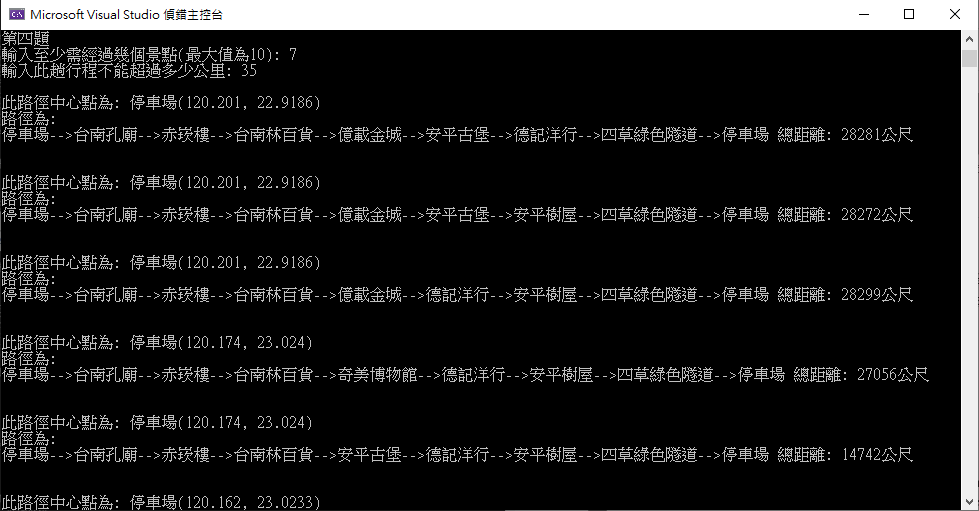 Microsoft Visual Studio 偵錯主控台
第四題
輸入至少需經過幾個景點(最大值為10): 7
輸入此趟行程不能超過多少公里: 35
此路徑中心點為: 停車場(120.201, 22.9186)
路徑為:
停車場-->台南孔廟-->赤崁樓-->台南林百貨-->億載金城-->安平古堡-->德記洋行-->四草綠色隧道-->停車場 總距離: 28281公尺
此路徑中心點為: 停車場(120.201, 22.9186)
路徑為:
停車場-->台南孔廟-->赤崁樓-->台南林百貨-->億載金城-->安平古堡-->安平樹屋-->四草綠色隧道-->停車場 總距離: 28272公尺
此路徑中心點為: 停車場(120.201, 22.9186)
路徑為:
停車場-->台南孔廟-->赤崁樓-->台南林百貨-->億載金城-->德記洋行-->安平樹屋-->四草綠色隧道-->停車場 總距離: 28299公尺
此路徑中心點為: 停車場(120.174, 23.024)
路徑為:
停車場-->台南孔廟-->赤崁樓-->台南林百貨-->奇美博物館-->德記洋行-->安平樹屋-->四草綠色隧道-->停車場 總距離: 27056公尺
此路徑中心點為: 停車場(120.174, 23.024)
路徑為:
停車場-->台南孔廟-->赤崁樓-->台南林百貨-->安平古堡-->德記洋行-->安平樹屋-->四草綠色隧道-->停車場 總距離: 14742公尺
此路徑中心點為: 停車場(120.162, 23.0233)